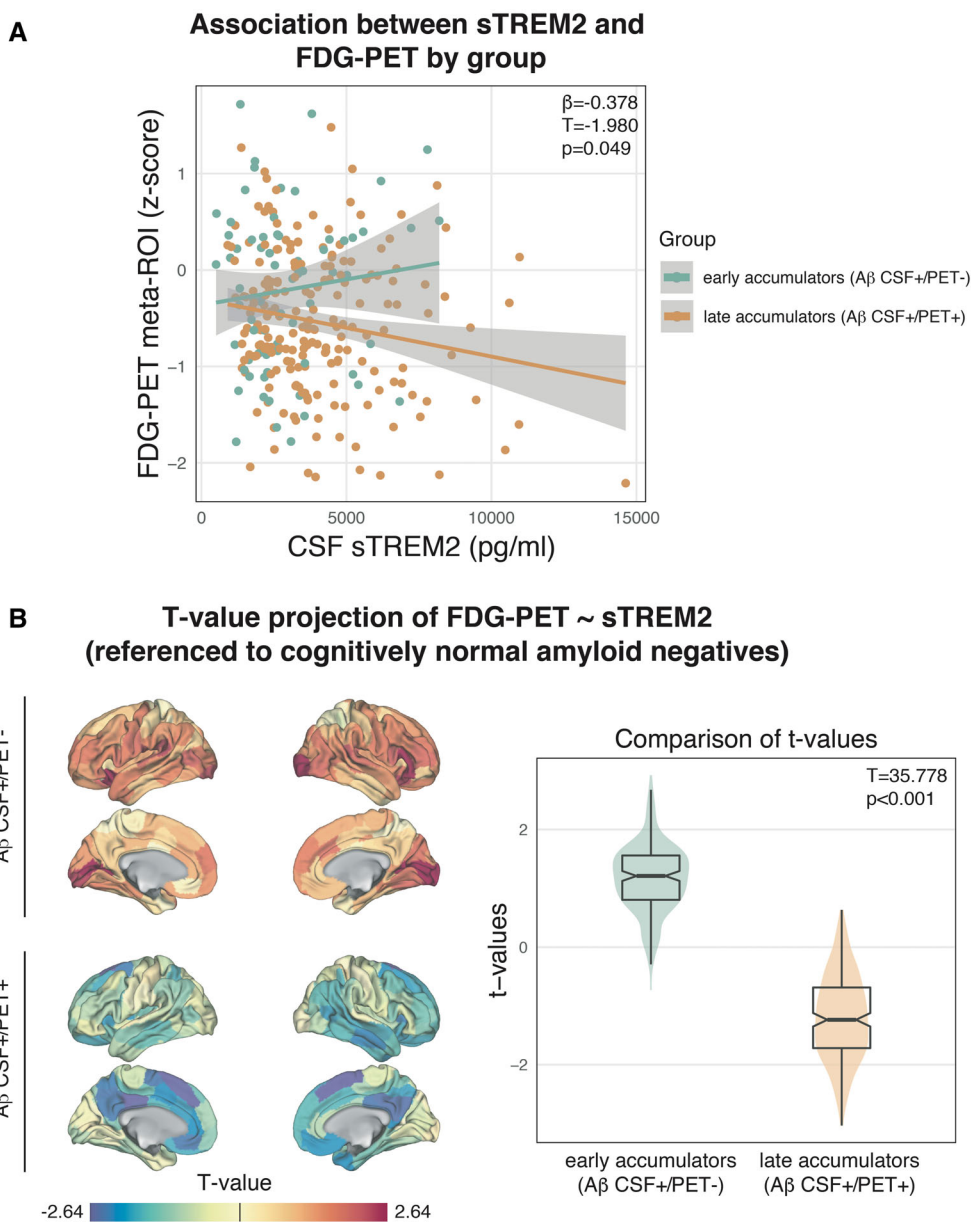 A
Association between sTREM2 and
FDG-PET by group
β=-0.378
T=-1.980
p=0.049
FDG-PET meta-ROI (z-score)
1
0
−1
−2
0
5000
10000
15000
CSF sTREM2 (pg/ml)
Group
early accumulators (Aβ CSF+/PET-)
late accumulators (Aβ CSF+/PET+)
B
T-value projection of FDG-PET ~ sTREM2
(referenced to cognitively normal amyloid negatives)
Aβ CSF+/PET-
Aβ CSF+/PET+
T-value
-2.64
2.64
Comparison of t-values
T=35.778
p<0.001
t−values
2
0
−2
early accumulators
(Aβ CSF+/PET-)
late accumulators
(Aβ CSF+/PET+)